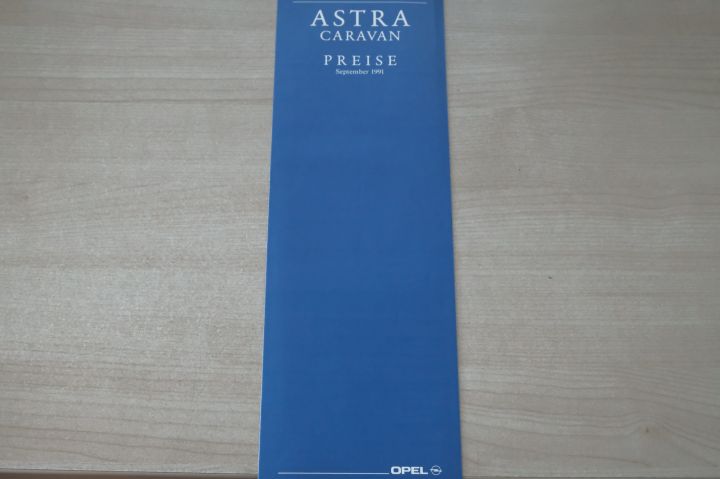 ASTRA
CARAVAN
PREISE
September 1991
OPEL